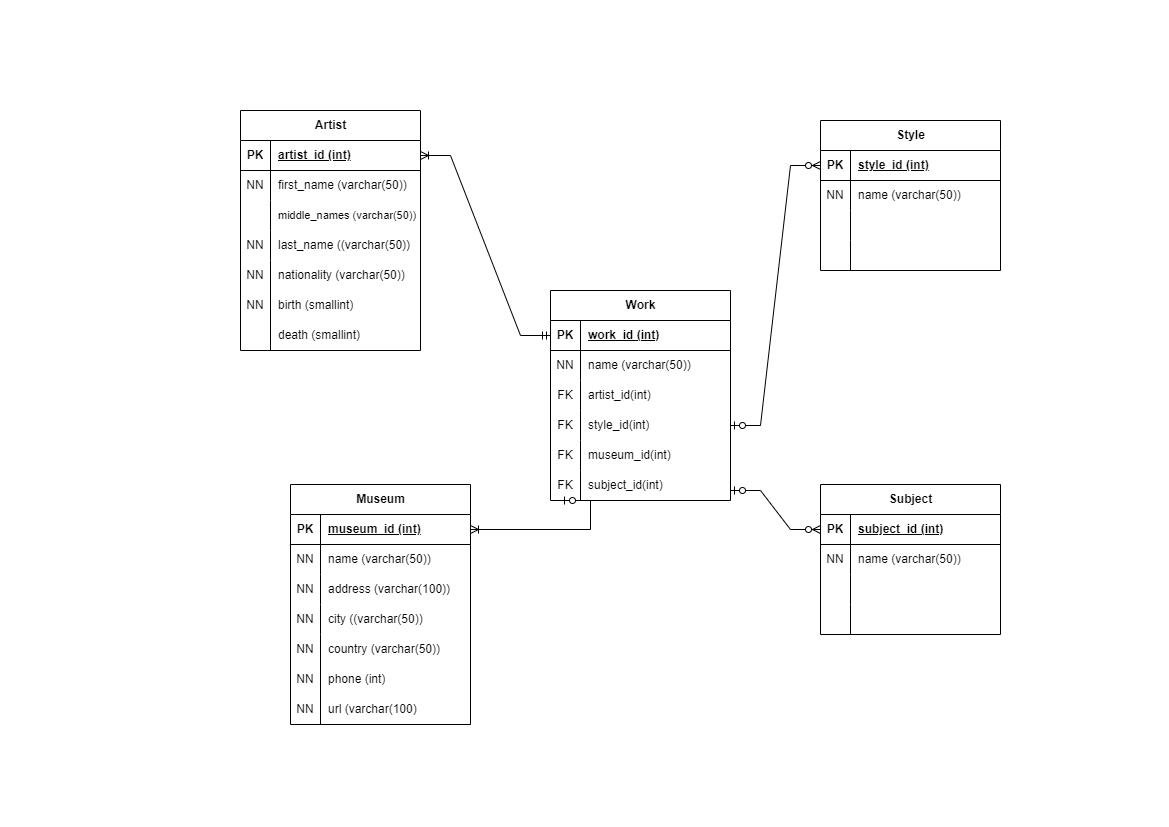 Artist
PK artist_id (int)
NN first_name (varchar(50))
middle_names (varchar(50))
NN last_name ((varchar(50))
NN nationality (varchar(50))
NN birth (smallint)
death (smallint)
Style
PK style_id (int)
NN name (varchar(50))
Work
PK work_id (int)
NN name (varchar(50))
FK artist_id(int)
FK style_id(int)
FK museum_id(int)
FK subject_id(int)
Museum
PK museum_id (int)
NN name (varchar(50))
NN address (varchar(100))
NN city ((varchar(50))
NN country (varchar(50))
NN phone (int)
NN url (varchar(100)
Subject
PK subject_id (int)
NN name (varchar(50))